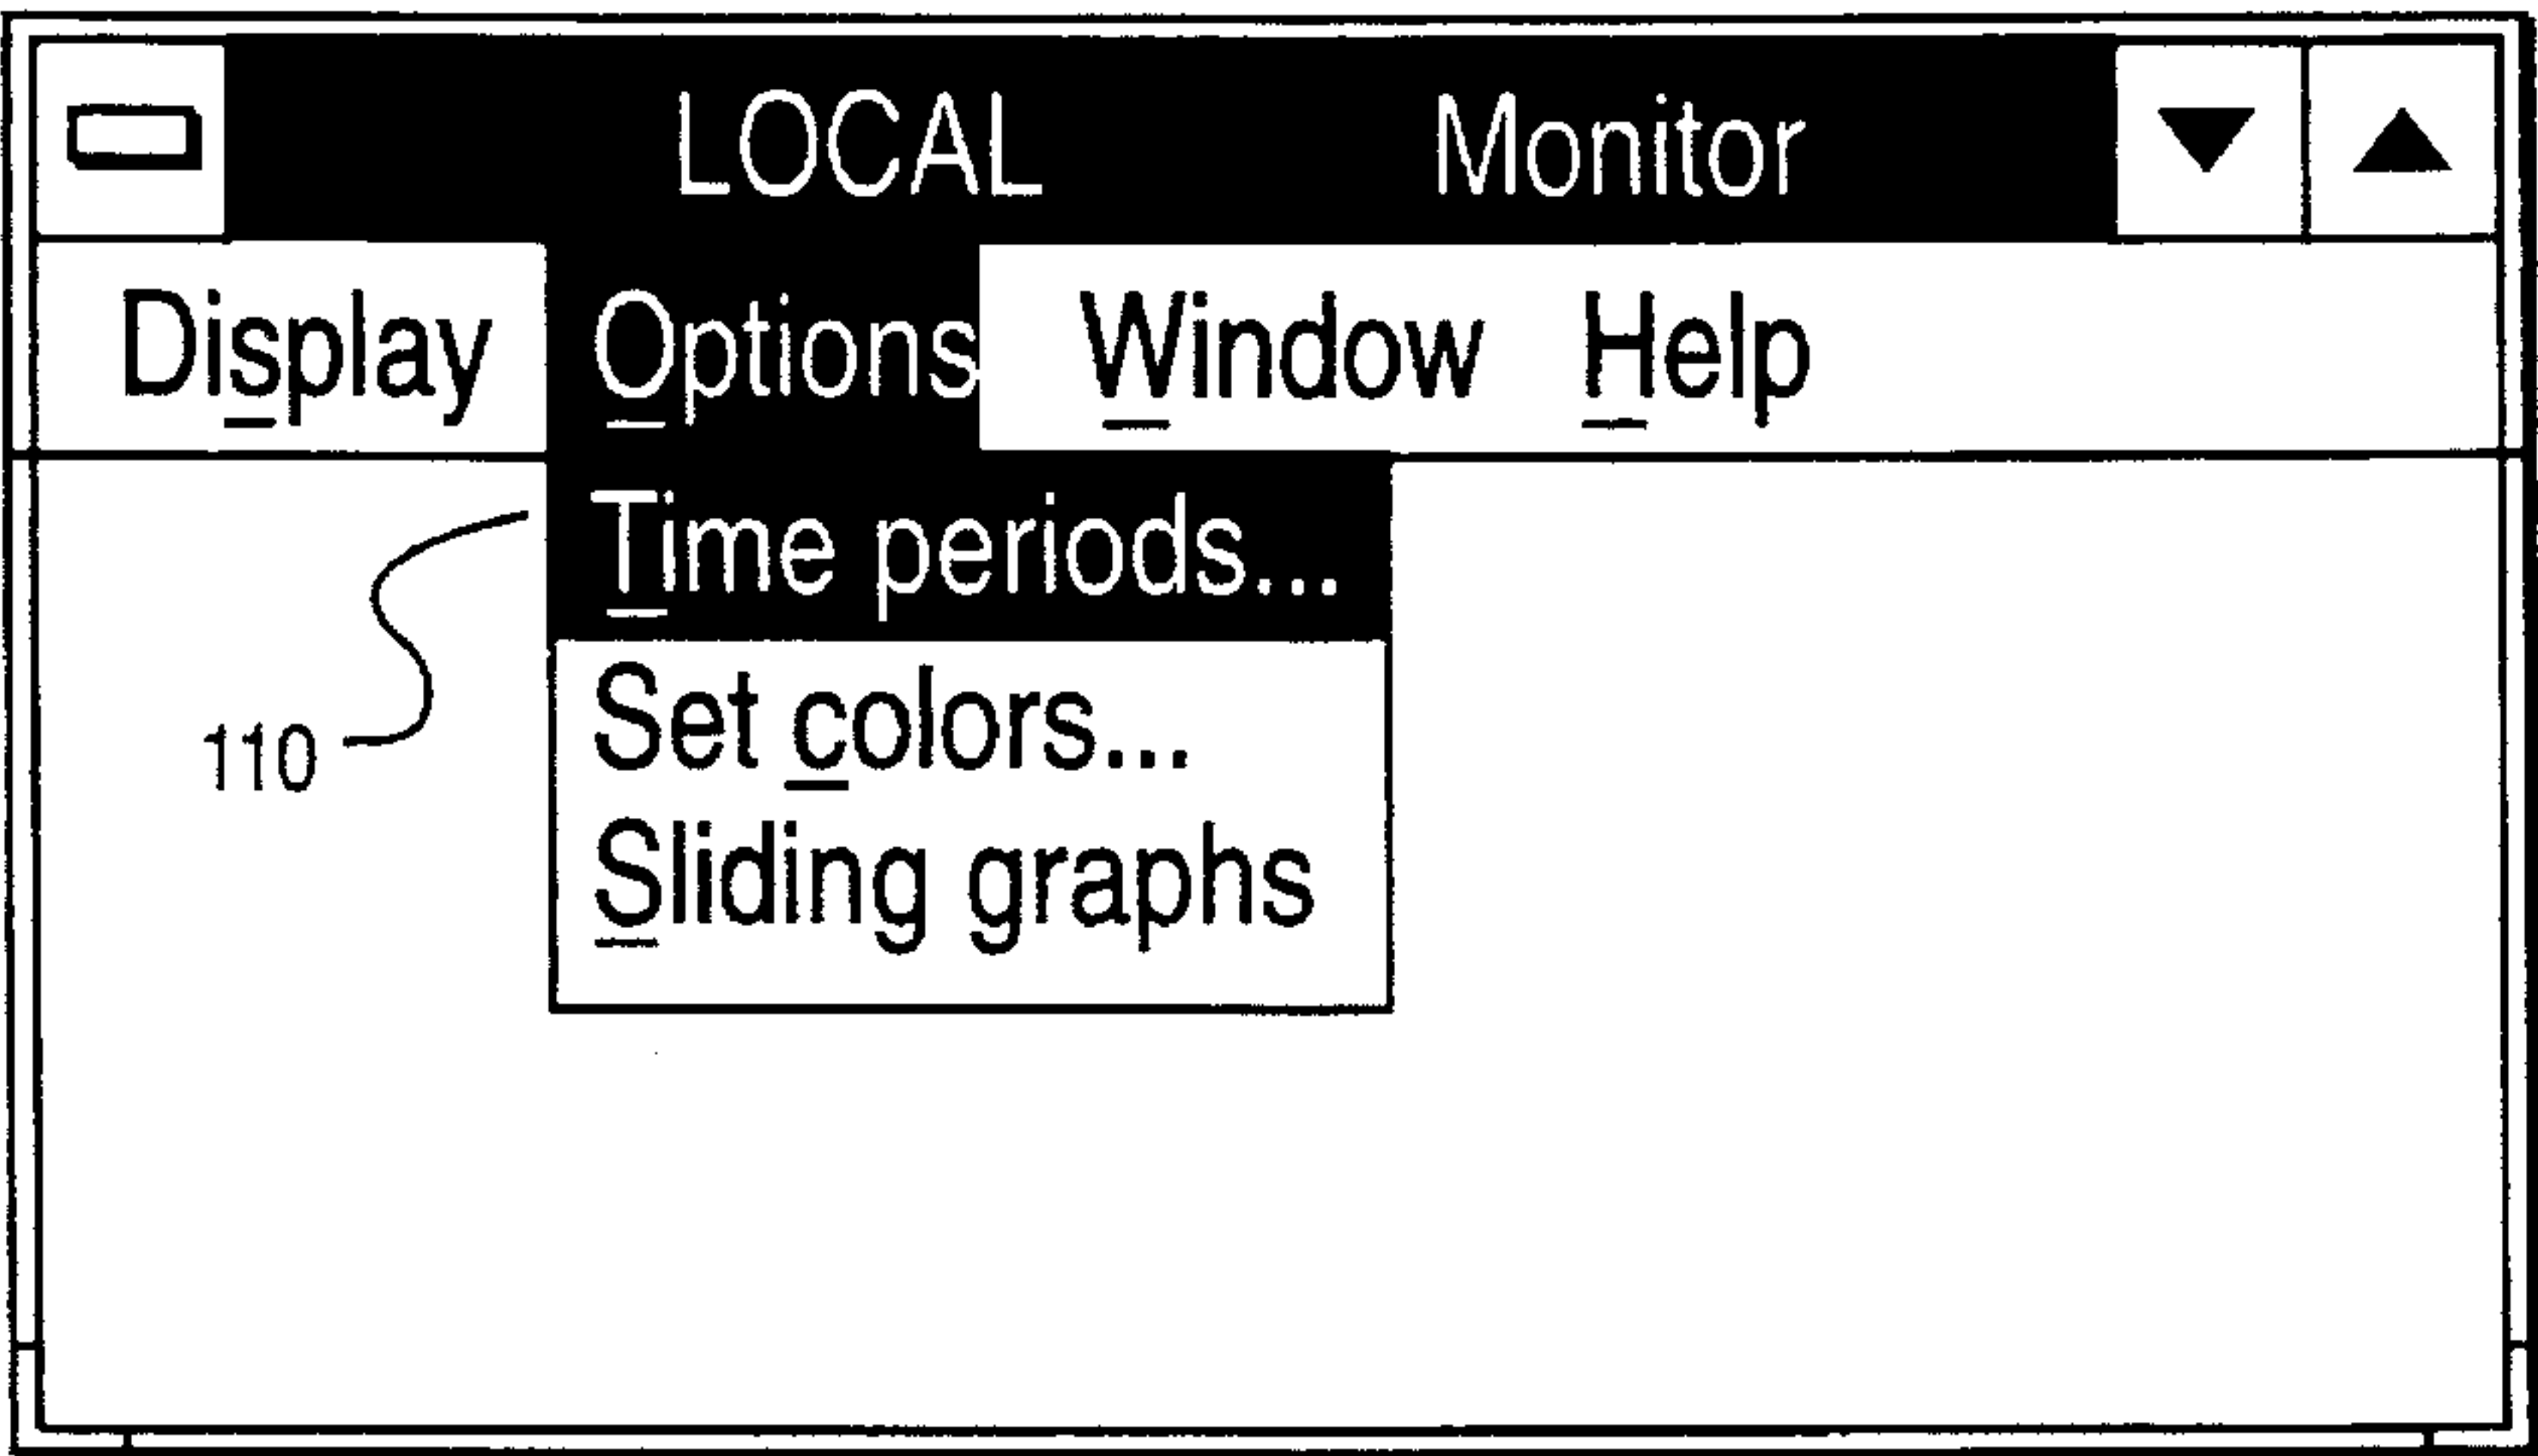 LOCAL Monitor
Display Options Window Help
Time periods...
Set colors...
110
Sliding graphs